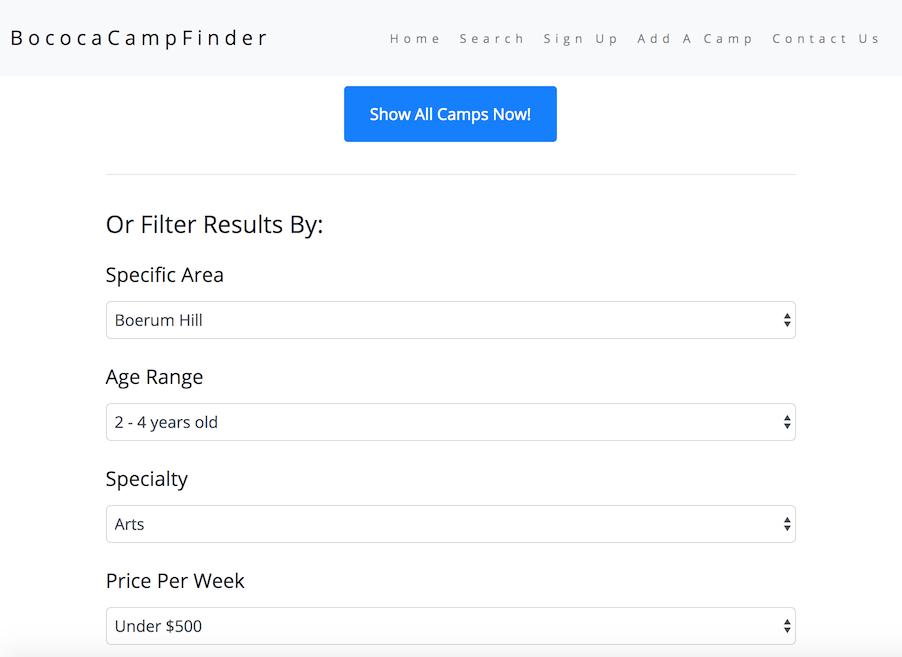 BococaCampFinder
Home Search Sign Up Add A Camp Contact Us
Show All Camps Now!
Or Filter Results By:
Specific Area
Boerum Hill
Age Range
2 - 4 years old
Specialty
Arts
Price Per Week
Under $500